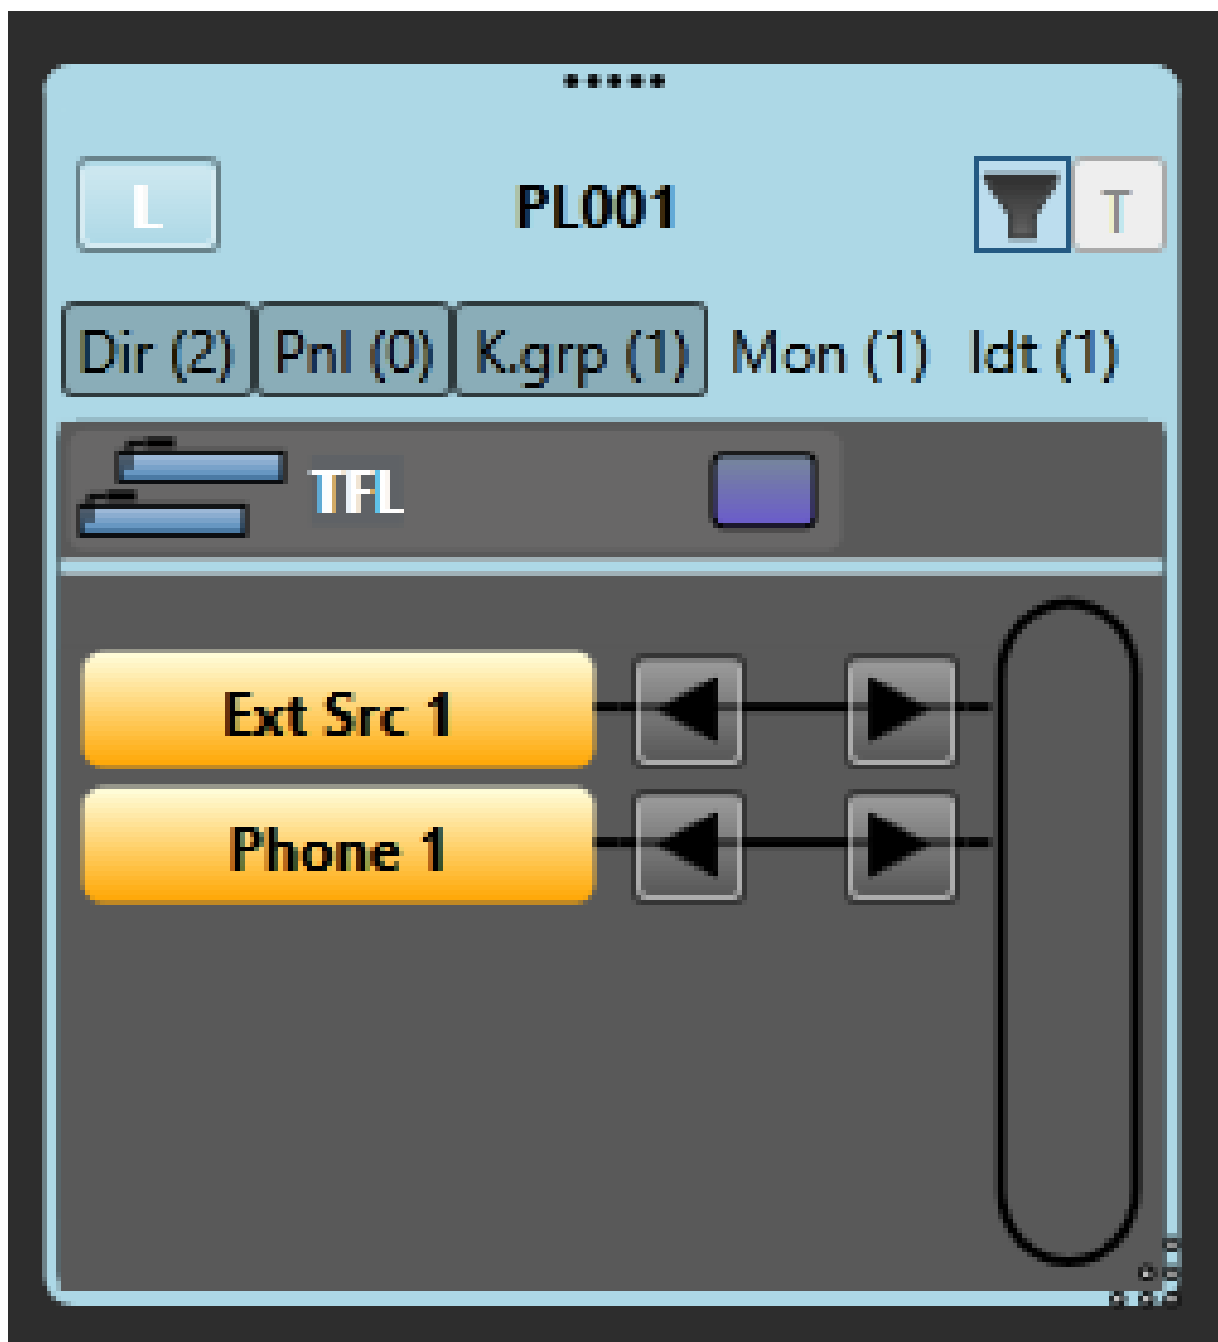 L PL001 T
Dir (2) Pnl (0) K.grp (1) Mon (1) Idt (1)
TFL
Ext Src 1
Phone 1